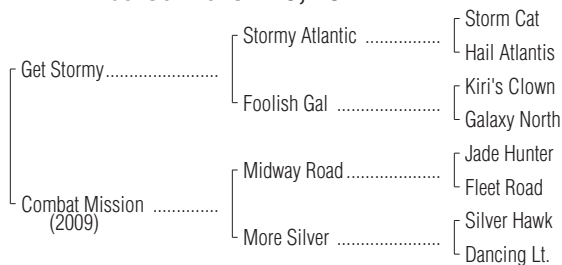 Storm Cat
Stormy Atlantic ....................
Hail Atlantis
Get Stormy..............................
Kiri's Clown
Foolish Gal ............................
Galaxy North
Jade Hunter
Midway Road.........................
Fleet Road
Combat Mission .................
(2009)
Silver Hawk
More Silver ............................
Dancing Lt.